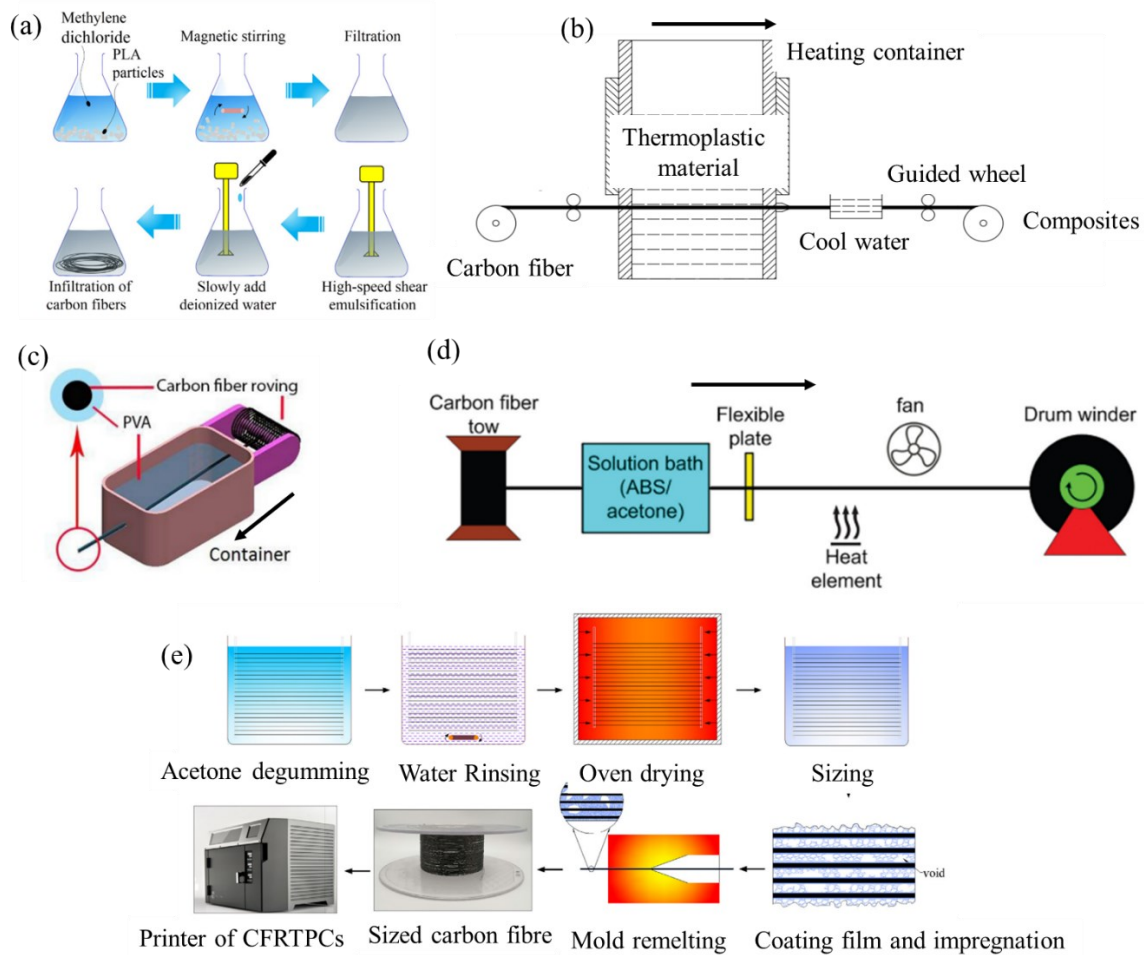 (a)
Methylene
dichloride
PLA
particles
Magnetic stirring
Filtration
Infiltration of
carbon fibers
Slowly add
deionized water
High-speed shear
emulsification
(b)
Heating container
Thermoplastic
material
Guided wheel
Cool water
Composites
Carbon fiber
(c)
Carbon fiber roving
PVA
Container
(d)
Carbon fiber
tow
Solution bath
(ABS/
acetone)
Flexible
plate
fan
Heat
element
Drum winder
(e)
Acetone degumming
Water Rinsing
Oven drying
Sizing
void
Printer of CFRTPCs
Sized carbon fibre
Mold remelting
Coating film and impregnation